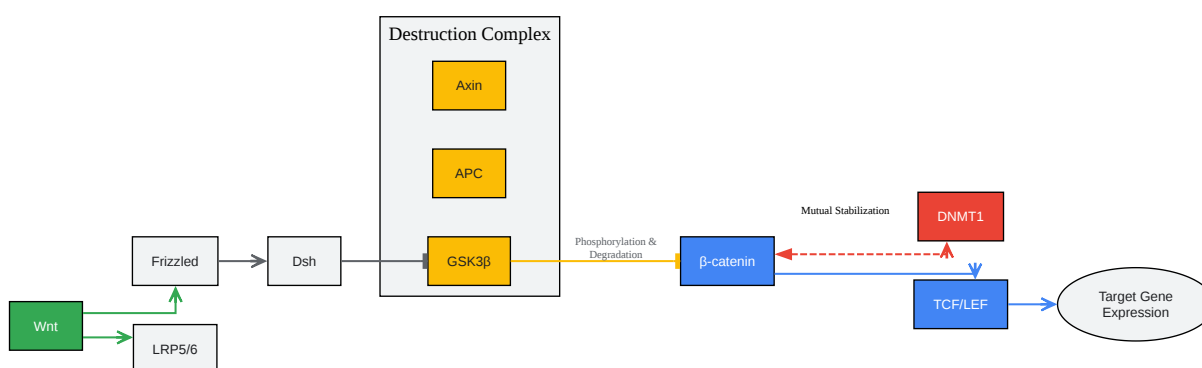 Destruction Complex
Axin
APC
Mutual Stabilization
DNMT1
Phosphorylation &
Degradation
Frizzled
Dsh
GSK3β
β-catenin
TCF/LEF
Target Gene
Expression
Wnt
LRP5/6